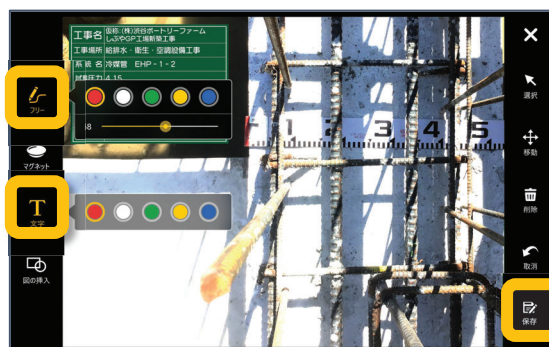 工事名 仮称:(株)渋谷ポートリーファーム
しぶやGP工場新築工事
工事場所 給排水・衛生・空調設備工事
系統名 冷媒管 EHP-1-2
4.15
フリー
8
マグネット
T
文字
図の挿入
選択
移動
削除
取消
保存
1 2 3 4 5